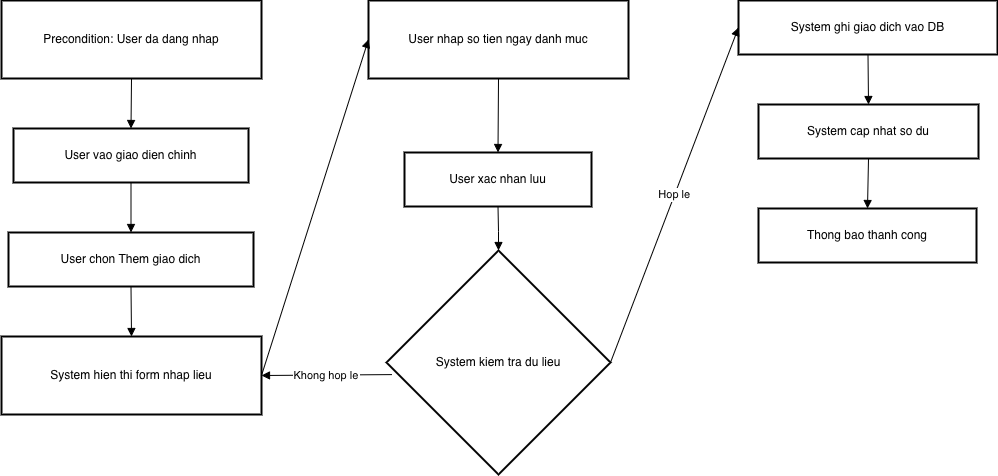 Precondition: User da dang nhap
User vao giao dien chinh
User chon Them giao dich
System hien thi form nhap lieu
User nhap so tien ngay danh muc
User xac nhan luu
System kiem tra du lieu
Khong hop le
Hop le
System ghi giao dich vao DB
System cap nhat so du
Thong bao thanh cong